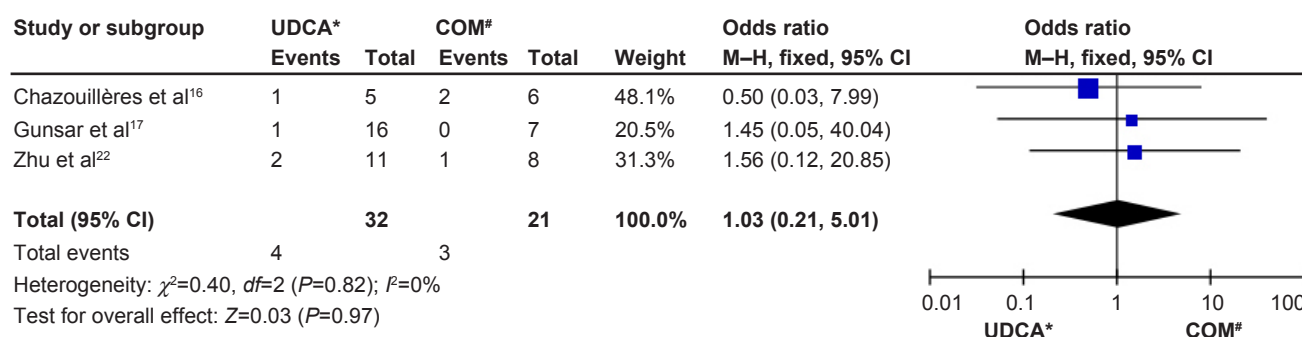 Study or subgroup UDCA* COM# Odds ratio Odds ratio
Events Total Events Total Weight M–H, fixed, 95% CI M–H, fixed, 95% CI
Chazouillères et al16 1 5 2 6 48.1% 0.50 (0.03, 7.99)
Gunsar et al17 1 16 0 7 20.5% 1.45 (0.05, 40.04)
Zhu et al22 2 11 1 8 31.3% 1.56 (0.12, 20.85)
Total (95% CI) 32 21 100.0% 1.03 (0.21, 5.01)
Total events 4 3
Heterogeneity: χ2=0.40, df=2 (P=0.82); I2=0%
Test for overall effect: Z=0.03 (P=0.97)
0.01 0.1 1 10 100
UDCA* COM#